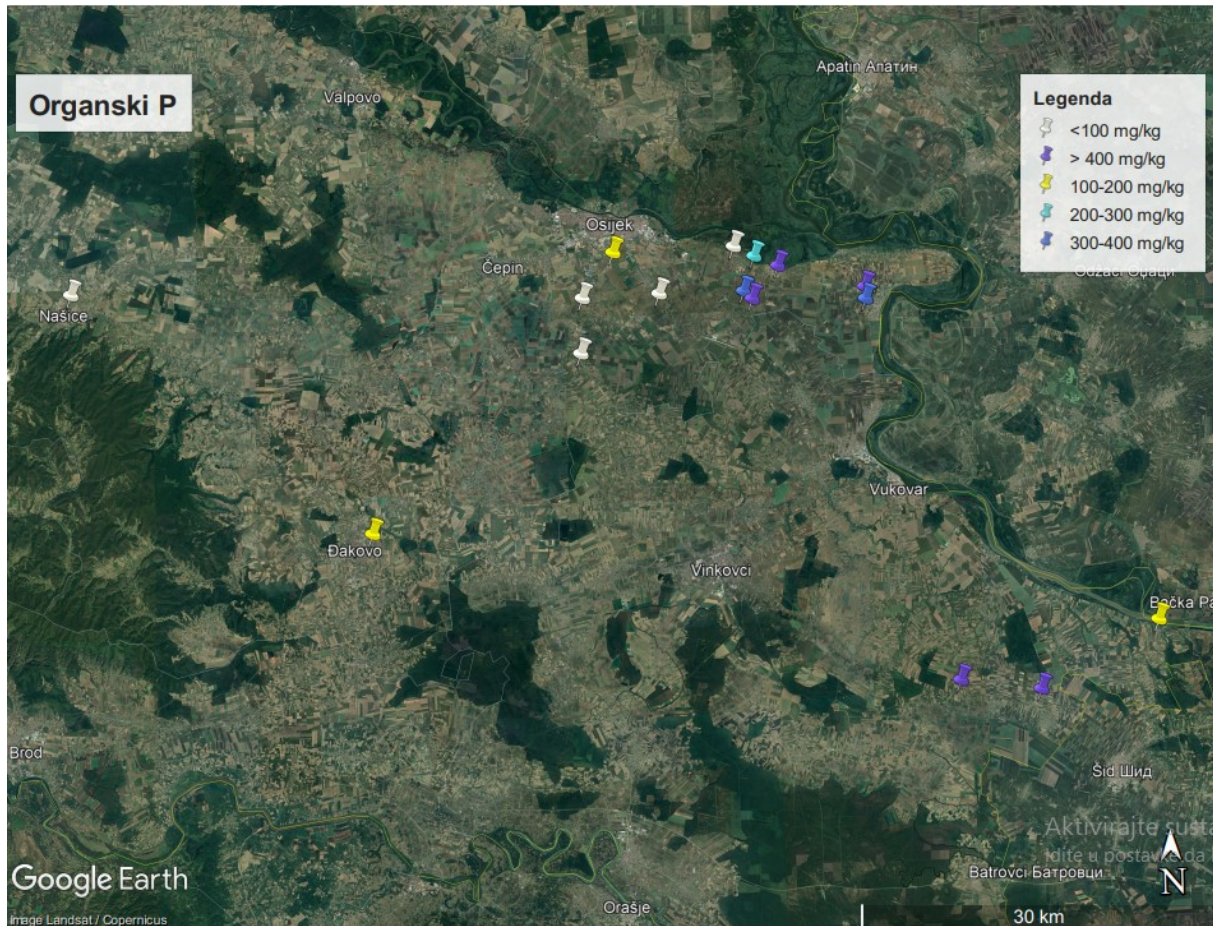 Organski P
Valpovo
Apatin Апатин
Legenda
<100 mg/kg
> 400 mg/kg
100-200 mg/kg
200-300 mg/kg
300-400 mg/kg
Osijek
Čepin
Našice
Vukovar
Đakovo
Vinkovci
Bačka Pa
Brod
Šid Шид
Aktivirajte susta
Idite u postavke da
Batrovci Батровци
N
Google Earth
Orašje
30 km
Image Landsat / Copernicus